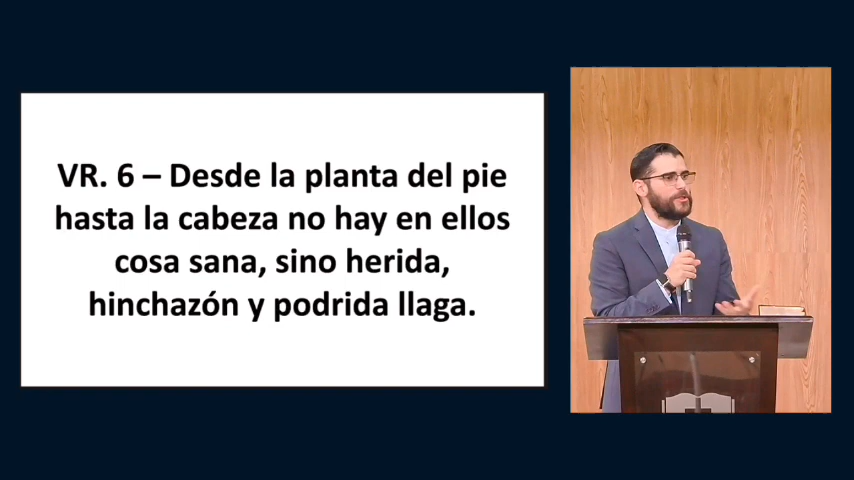 VR. 6 – Desde la planta del pie
hasta la cabeza no hay en ellos
cosa sana, sino herida,
hinchazón y podrida llaga.